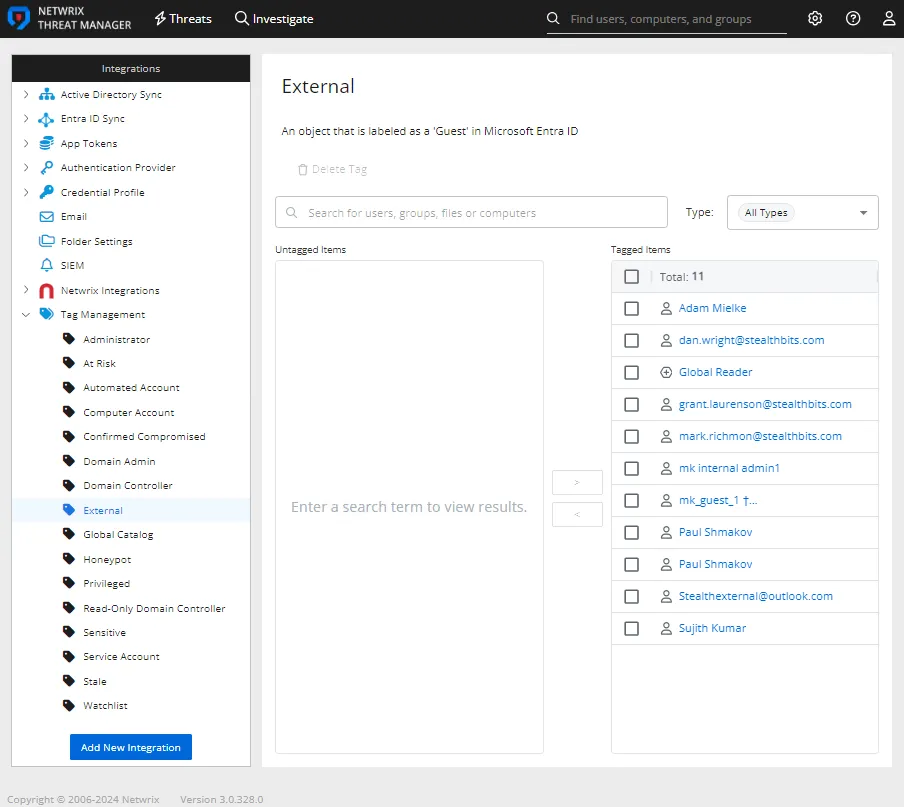 NETWRIX
THREAT MANAGER
Threats
Investigate
Find users, computers, and groups
Integrations
Active Directory Sync
Entra ID Sync
App Tokens
Authentication Provider
Credential Profile
Email
Folder Settings
SIEM
Netwrix Integrations
Tag Management
Administrator
At Risk
Automated Account
Computer Account
Confirmed Compromised
Domain Admin
Domain Controller
External
Global Catalog
Honeypot
Privileged
Read-Only Domain Controller
Sensitive
Service Account
Stale
Watchlist
Add New Integration
External
An object that is labeled as a 'Guest' in Microsoft Entra ID
Delete Tag
Search for users, groups, files or computers
Type:
All Types
Untagged Items
Enter a search term to view results.
>
<
Tagged Items
Total: 11
Adam Mielke
dan.wright@stealthbits.com
Global Reader
grant.laurenson@stealthbits.com
mark.richmon@stealthbits.com
mk internal admin1
mk_guest_1 †...
Paul Shmakov
Paul Shmakov
Stealthexternal@outlook.com
Sujith Kumar
Copyright © 2006-2024 Netwrix
Version 3.0.328.0